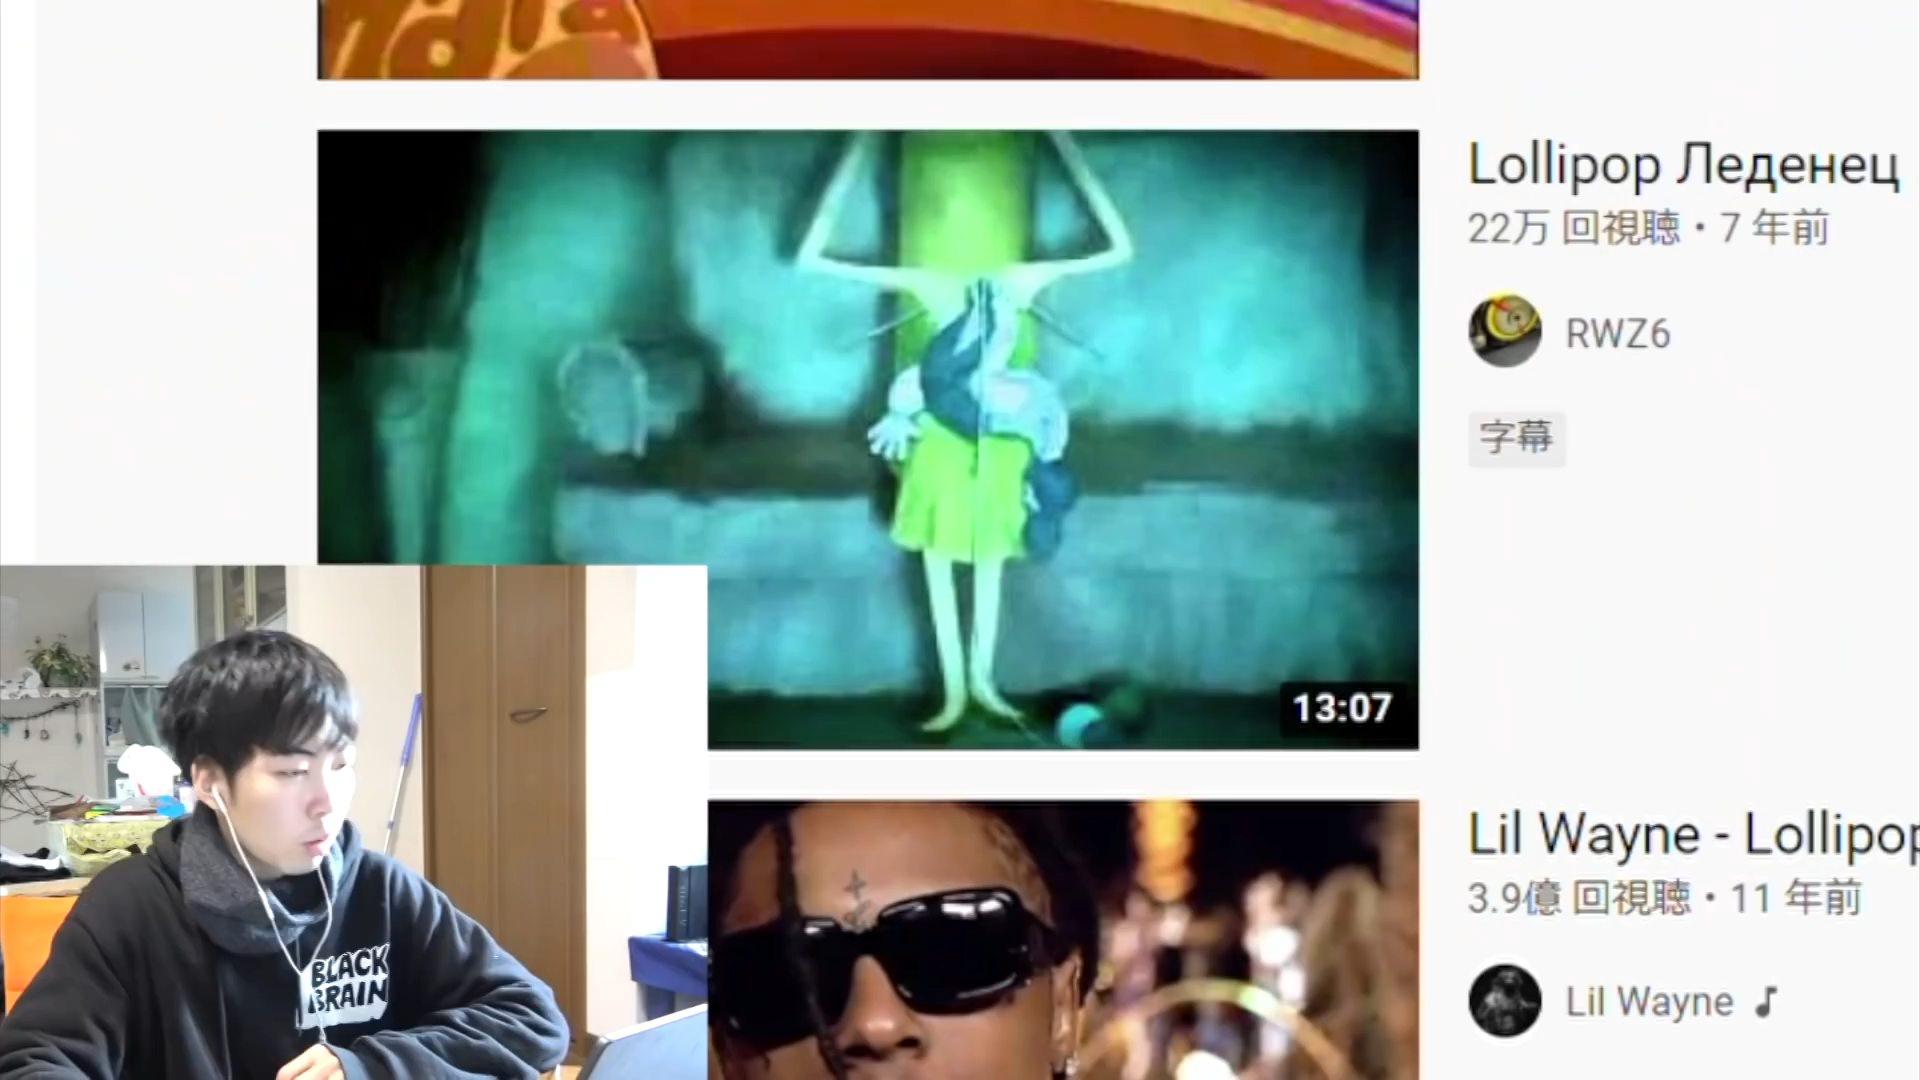 Lollipop Леденец
22万 回視聴・7 年前
RWZ6
字幕
13:07
Lil Wayne - Lollipop
3.9億 回視聴・11 年前
Lil Wayne
BLACK
BRAIN